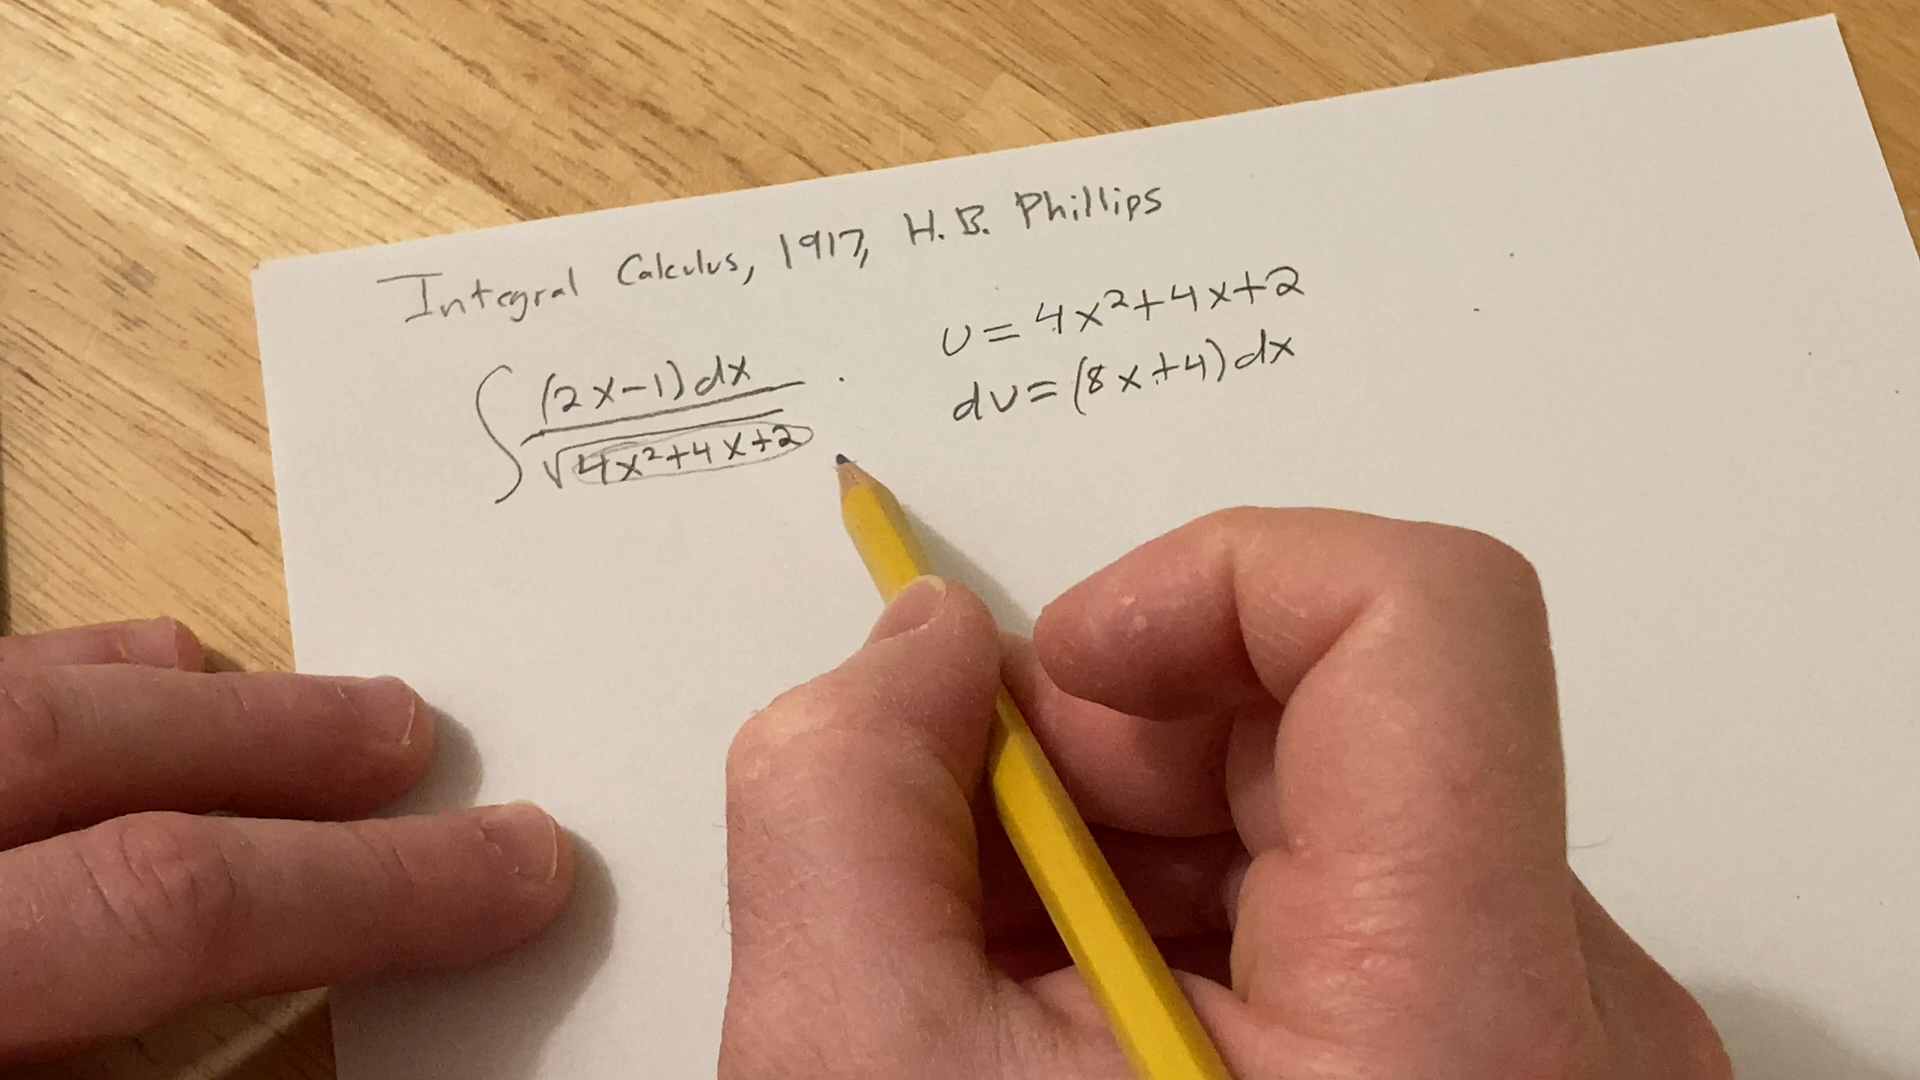 Integral Calculus, 1917, H. B. Phillips
∫ (2x-1)dx / √4x²+4x+2
u = 4x²+4x+2
du = (8x+4)dx